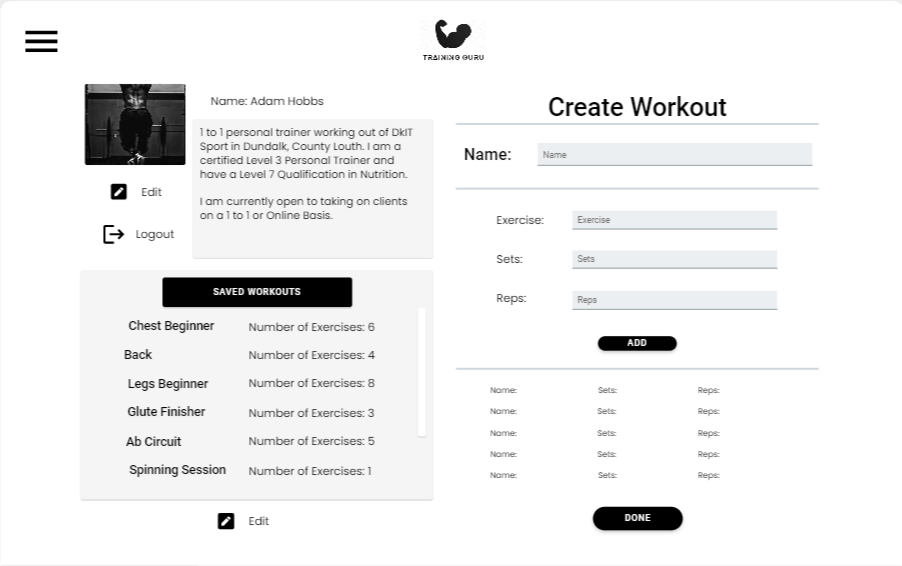 TRAINING GURU
Name: Adam Hobbs
1 to 1 personal trainer working out of DkIT
Sport in Dundalk, County Louth. I am a
certified Level 3 Personal Trainer and
have a Level 7 Qualification in Nutrition.
I am currently open to taking on clients
on a 1 to 1 or Online Basis.
Edit
Logout
SAVED WORKOUTS
Chest Beginner Number of Exercises: 6
Back Number of Exercises: 4
Legs Beginner Number of Exercises: 8
Glute Finisher Number of Exercises: 3
Ab Circuit Number of Exercises: 5
Spinning Session Number of Exercises: 1
Edit
Create Workout
Name: Name
Exercise: Exercise
Sets: Sets
Reps: Reps
ADD
Name: Sets: Reps:
Name: Sets: Reps:
Name: Sets: Reps:
Name: Sets: Reps:
Name: Sets: Reps:
DONE